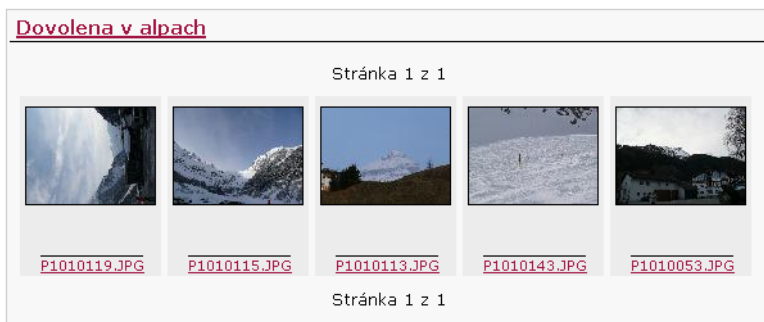 Dovolena v alpach
Stránka 1 z 1
P1010119.JPG P1010115.JPG P1010113.JPG P1010143.JPG P1010053.JPG
Stránka 1 z 1